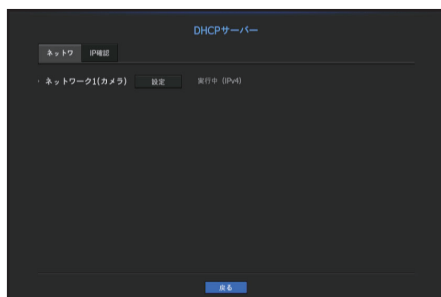 DHCPサーバー
ネットワ IP確認
・ネットワーク1(カメラ) 設定 実行中 (IPv4)
戻る